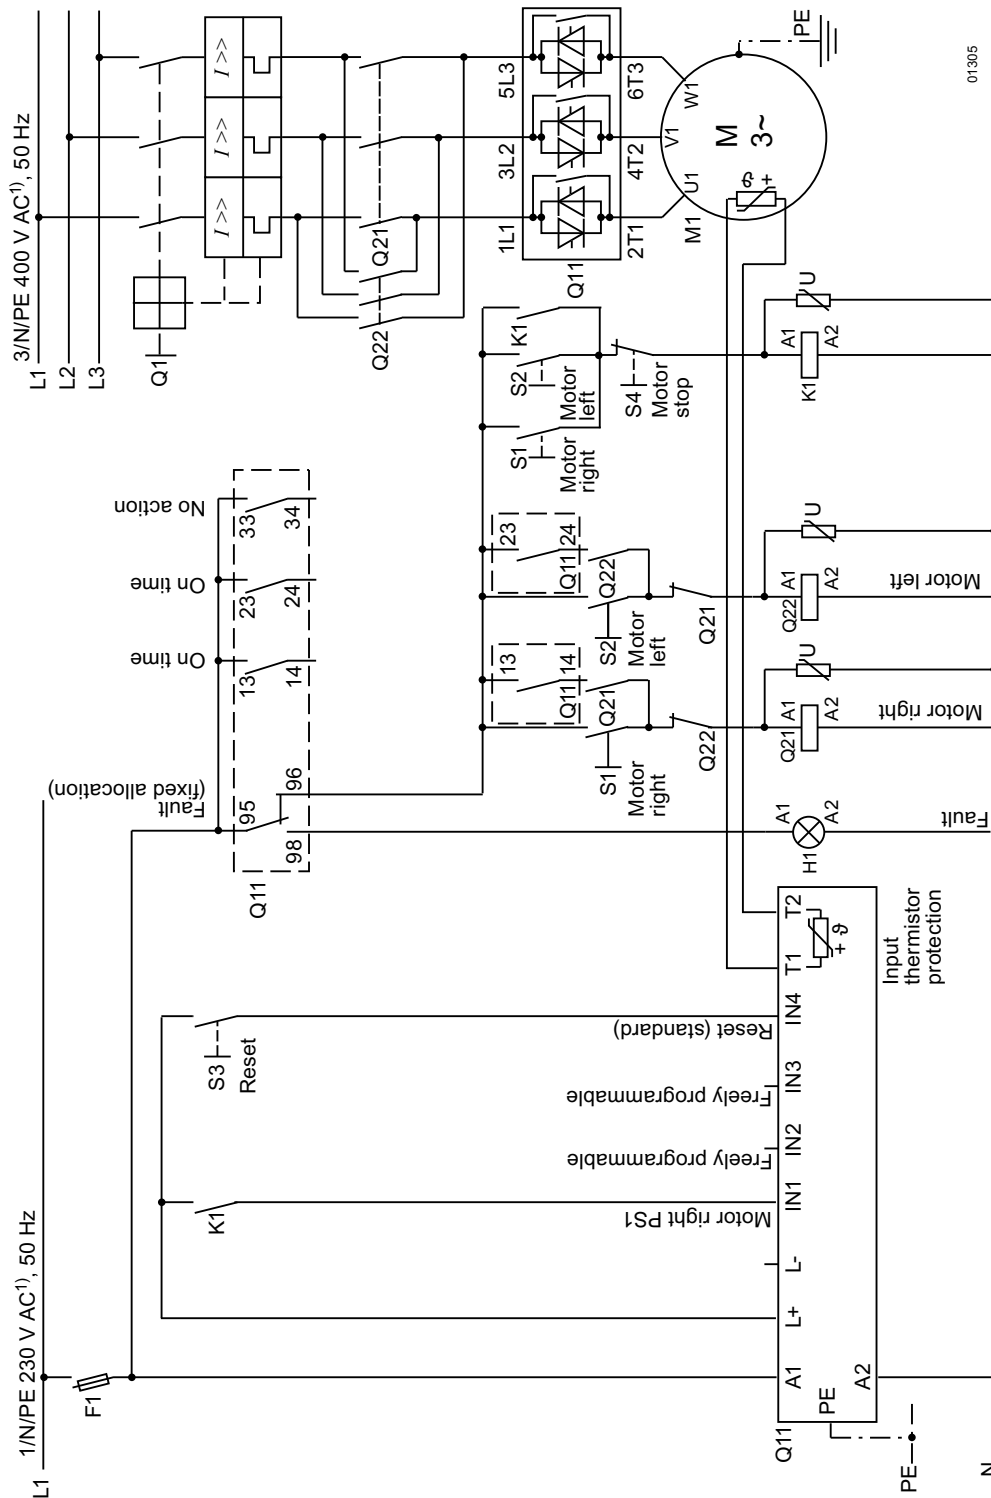 1/N/PE 230 V AC1), 50 Hz
L1
F1
K1
S3
Reset
Motor right PS1
Freely programmable
Freely programmable
Reset (standard)
Q11
A1
L+
L-
IN1
IN2
IN3
IN4
T1
T2
PE
A2
+ ϑ
Input
thermistor
protection
PE
N
Q11
95
96
98
13
14
23
24
33
34
Fault
(fixed allocation)
On time
On time
No action
A1
A2
H1
Fault
S1
Motor
right
13
Q11
14
Q21
Q22
Q21
A1
A2
U
Motor right
S2
Motor
left
23
Q11
24
Q22
Q21
Q22
A1
A2
U
Motor left
S1
Motor
right
S2
Motor
left
K1
S4
Motor
stop
K1
A1
A2
U
3/N/PE 400 V AC1), 50 Hz
L1
L2
L3
Q1
I >>
I >>
I >>
Q21
Q22
Q11
1L1
3L2
5L3
2T1
4T2
6T3
M1
U1
V1
W1
M
3~
ϑ +
PE
01305